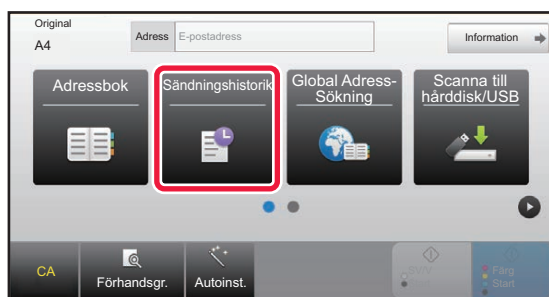 Original
A4
Adress E-postadress
Information
Adressbok
Sändningshistorik
Global Adress-
Sökning
Scanna till
hårddisk/USB
CA
Förhandsgr.
Autoinst.
Färg
Start